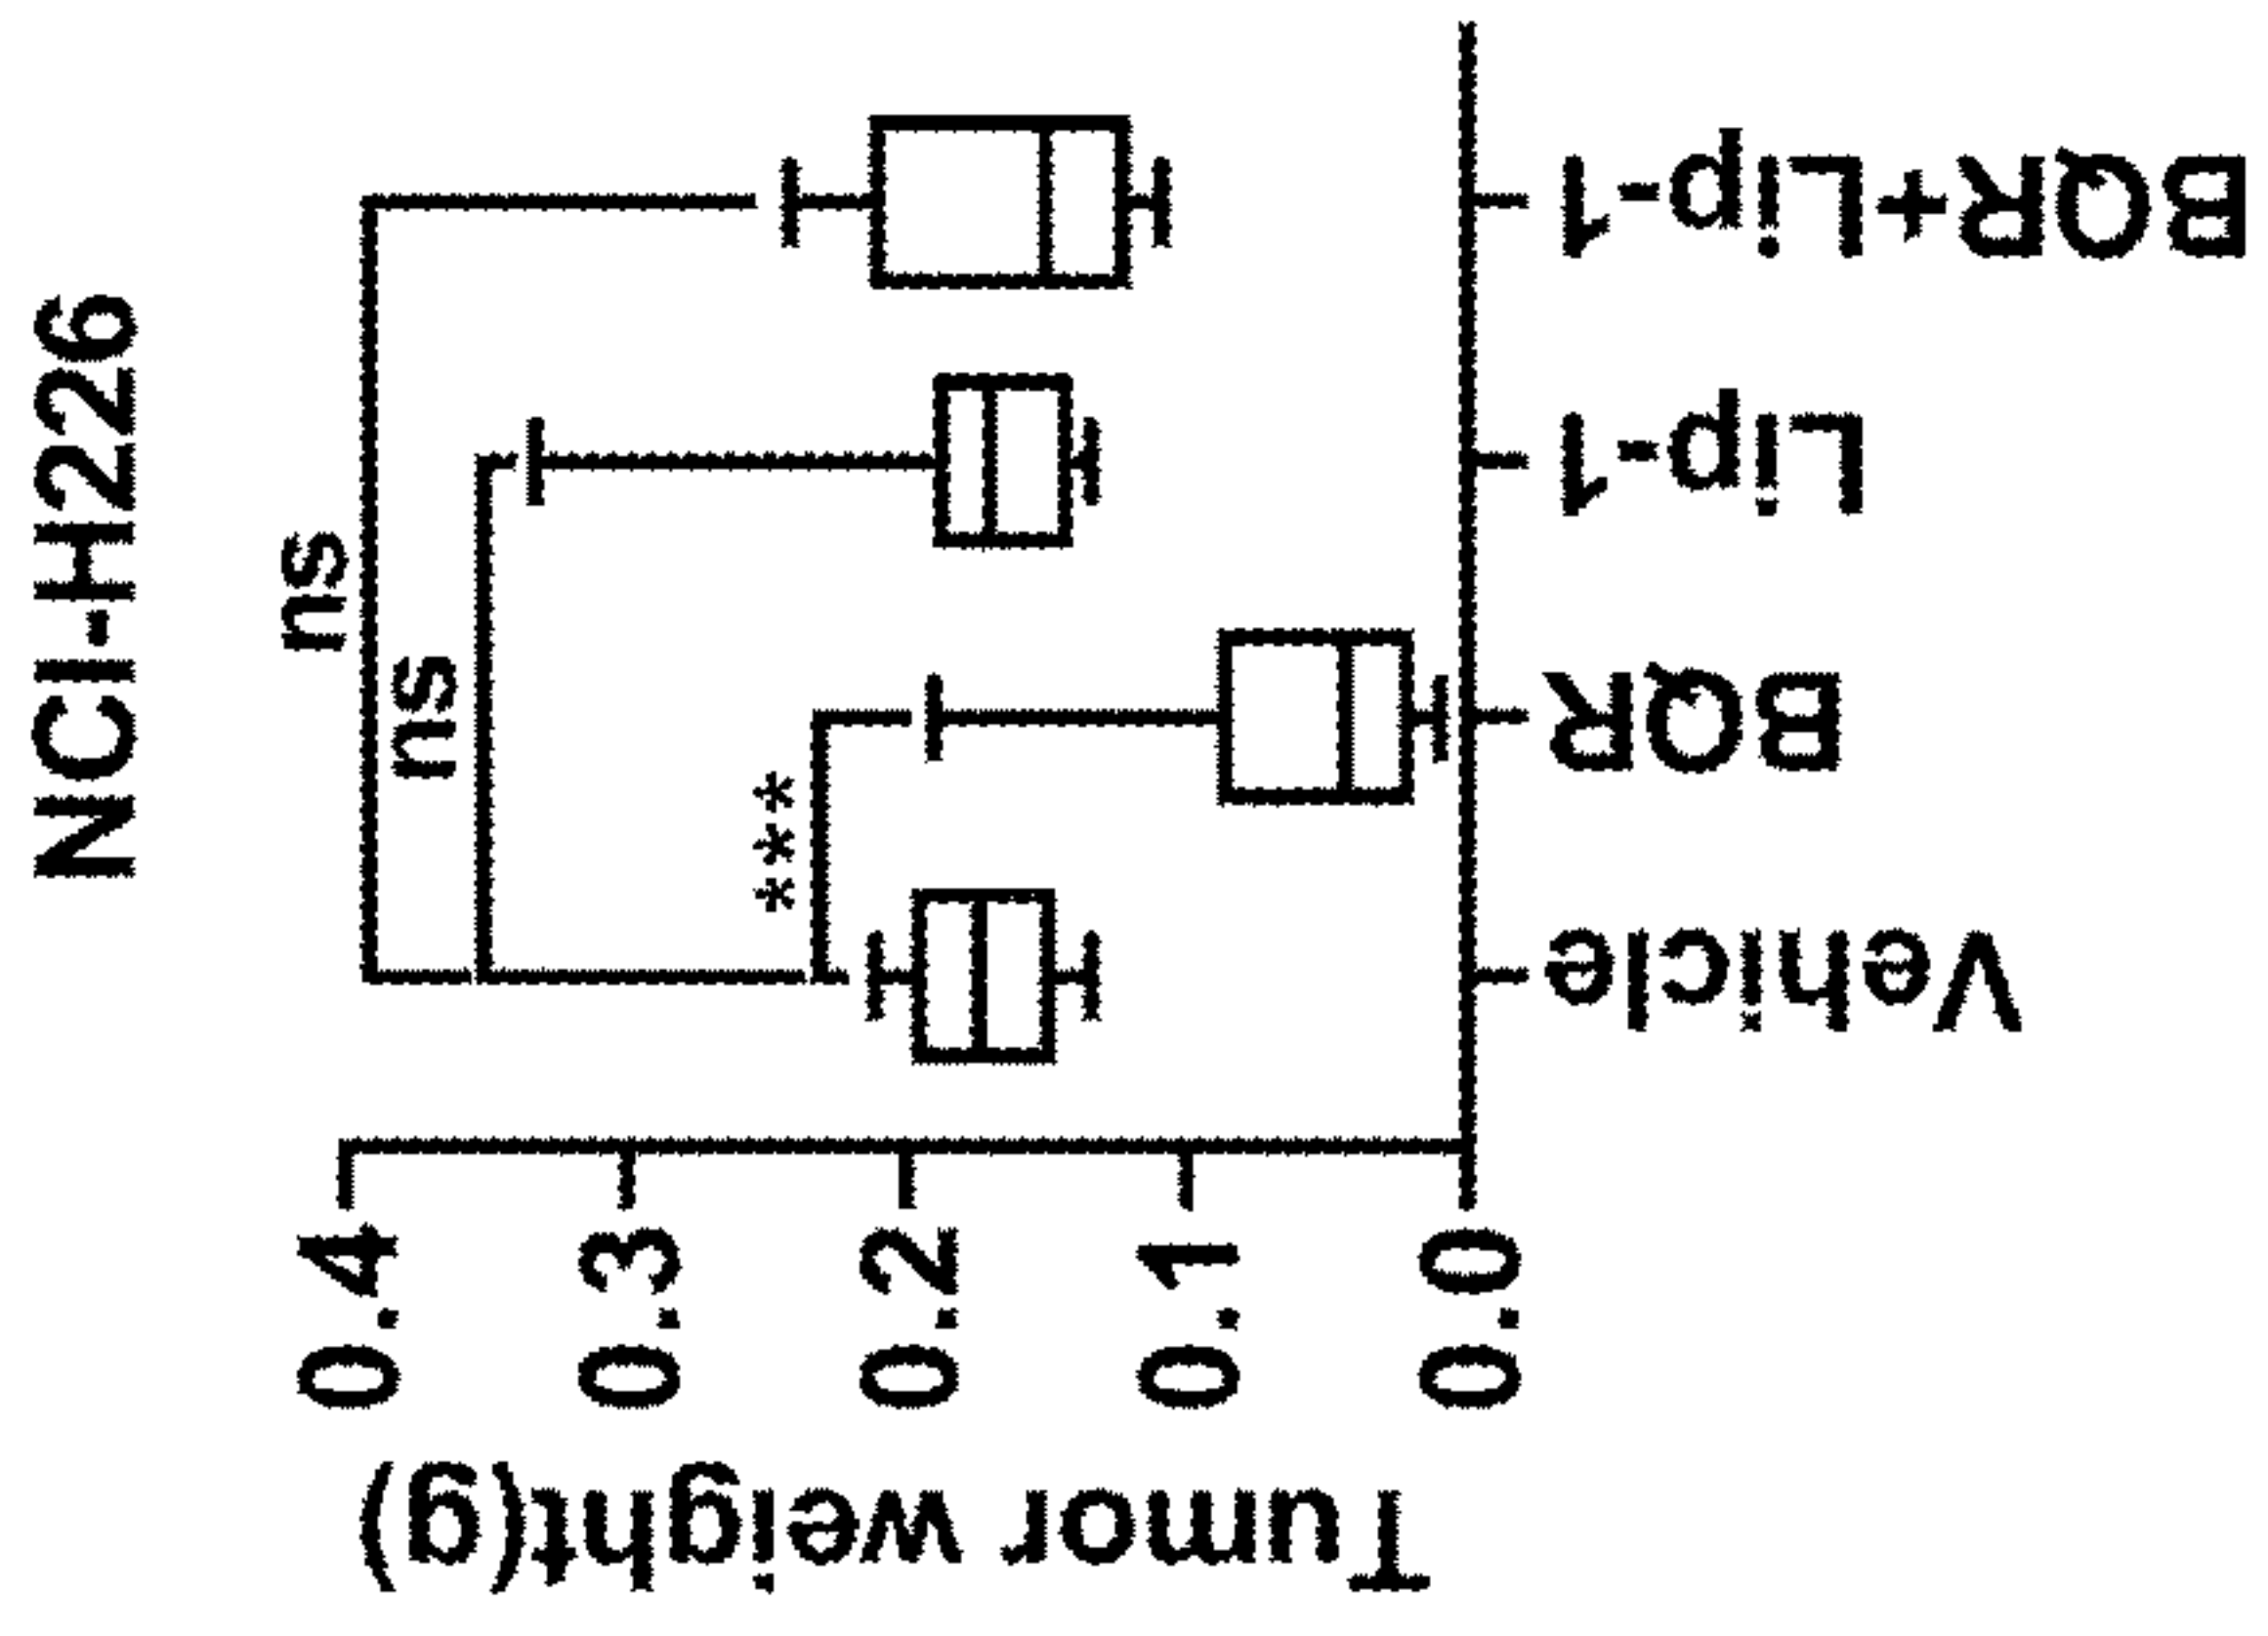 NCI-H226
ns
ns
***
0.4
0.3
0.2
0.1
0.0
Tumor weight(g)
Vehicle
BQR
Lip-1
BQR+Lip-1